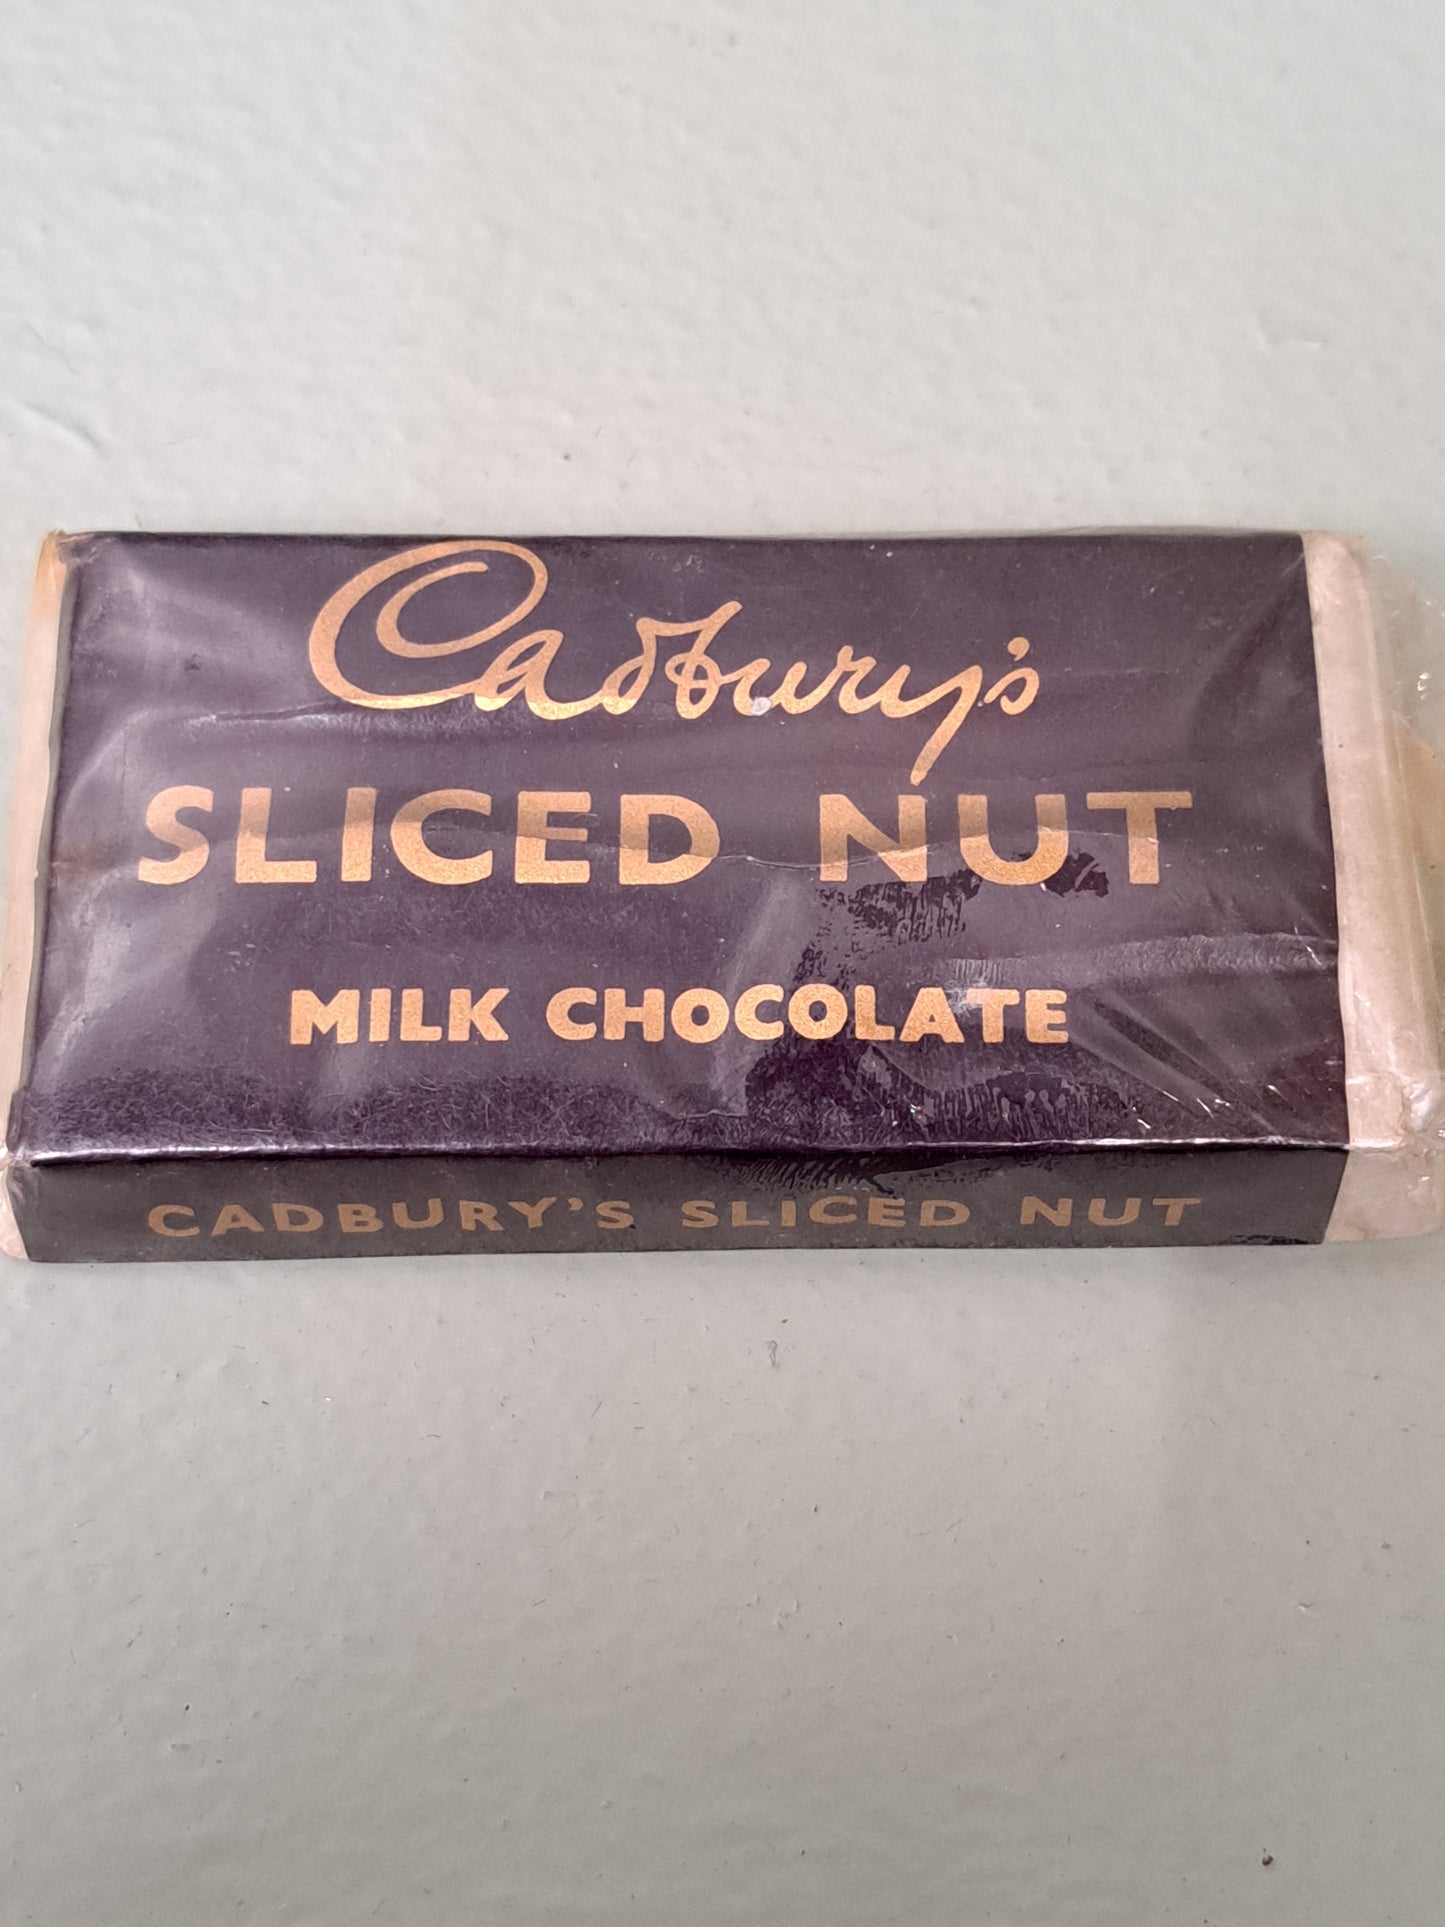 Cadbury's
SLICED NUT
MILK CHOCOLATE
CADBURY'S SLICED NUT